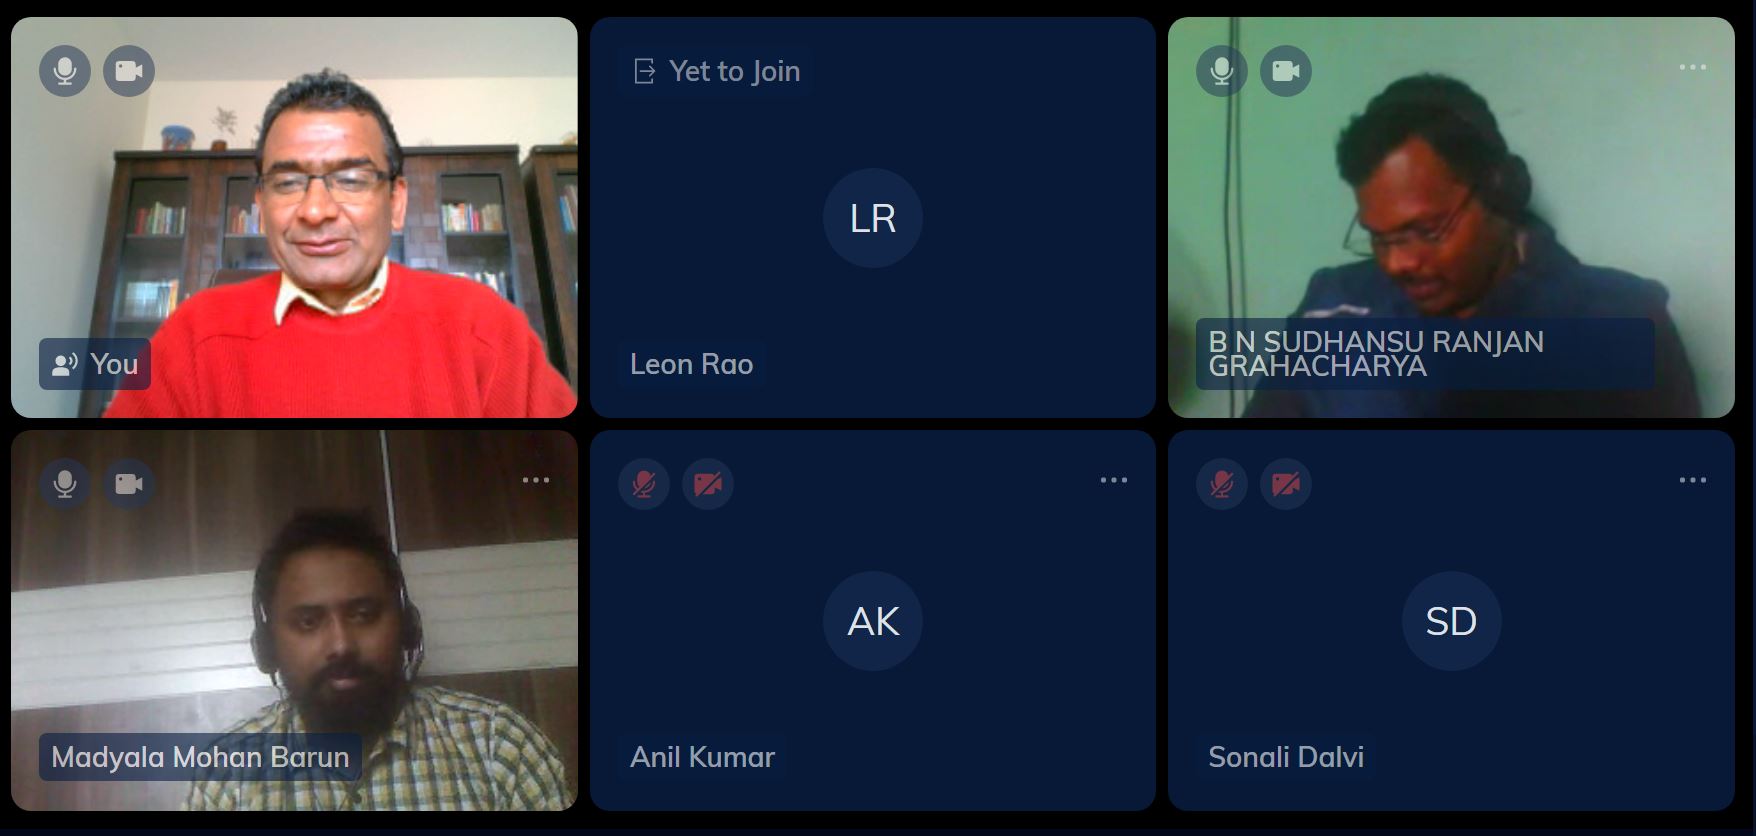 Yet to Join
LR
You
Leon Rao
B N SUDHANSU RANJAN
GRAHACHARYA
AK
SD
Madyala Mohan Barun
Anil Kumar
Sonali Dalvi